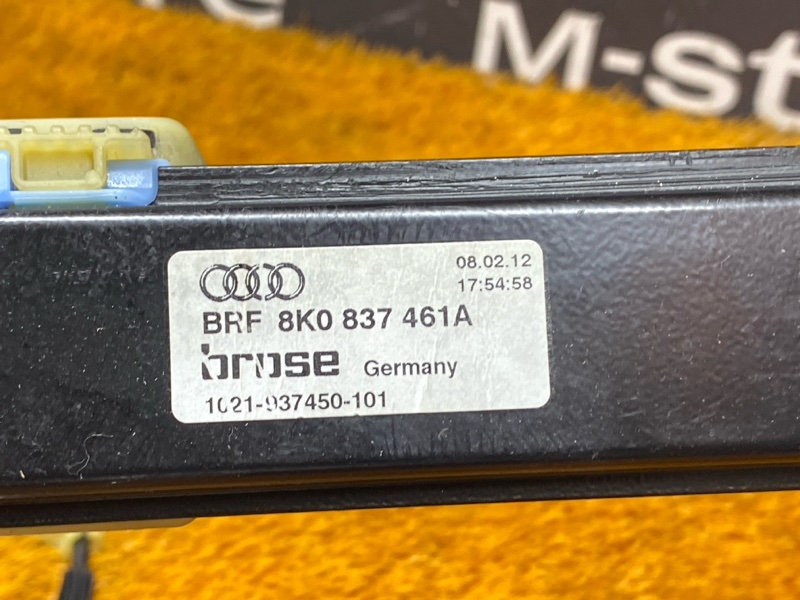 M-st
08.02.12
17:54:58
BRF 8K0 837 461A
brose Germany
1021-937450-101